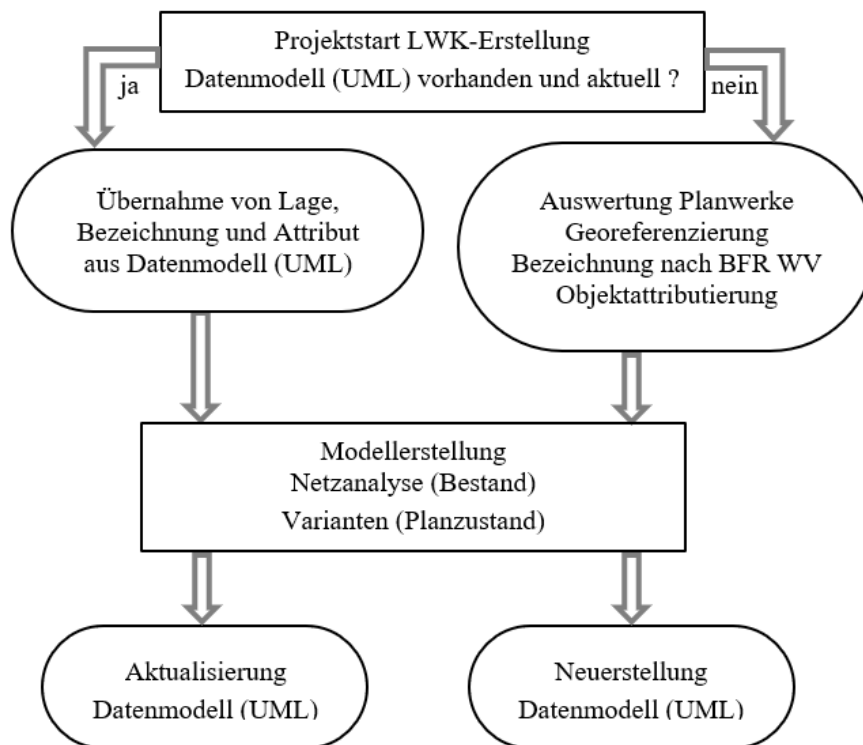 Projektstart LWK-Erstellung
Datenmodell (UML) vorhanden und aktuell ?
ja
nein
Übernahme von Lage,
Bezeichnung und Attribut
aus Datenmodell (UML)
Auswertung Planwerke
Georeferenzierung
Bezeichnung nach BFR WV
Objektattributierung
Modellerstellung
Netzanalyse (Bestand)
Varianten (Planzustand)
Aktualisierung
Datenmodell (UML)
Neuerstellung
Datenmodell (UML)